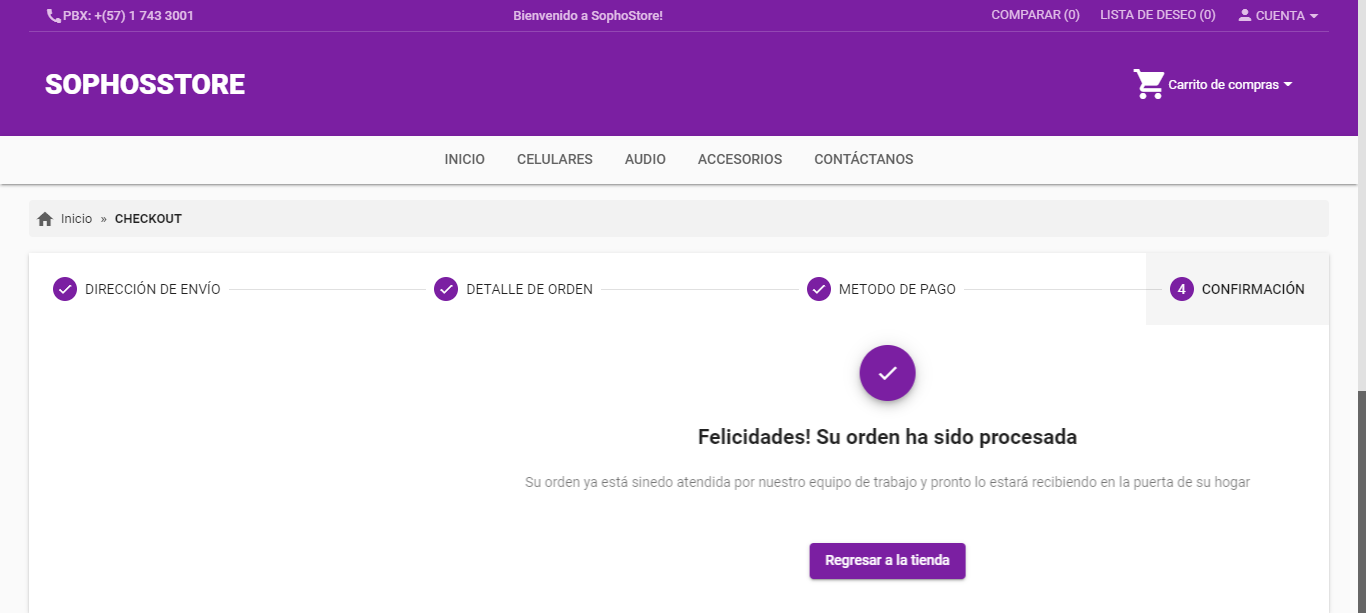 PBX: +(57) 1 743 3001 Bienvenido a SophoStore! COMPARAR (0) LISTA DE DESEO (0) CUENTA
SOPHOSSTORE Carrito de compras
INICIO CELULARES AUDIO ACCESORIOS CONTÁCTANOS
Inicio » CHECKOUT
DIRECCIÓN DE ENVÍO DETALLE DE ORDEN METODO DE PAGO 4 CONFIRMACIÓN
Felicidades! Su orden ha sido procesada
Su orden ya está sinedo atendida por nuestro equipo de trabajo y pronto lo estará recibiendo en la puerta de su hogar
Regresar a la tienda